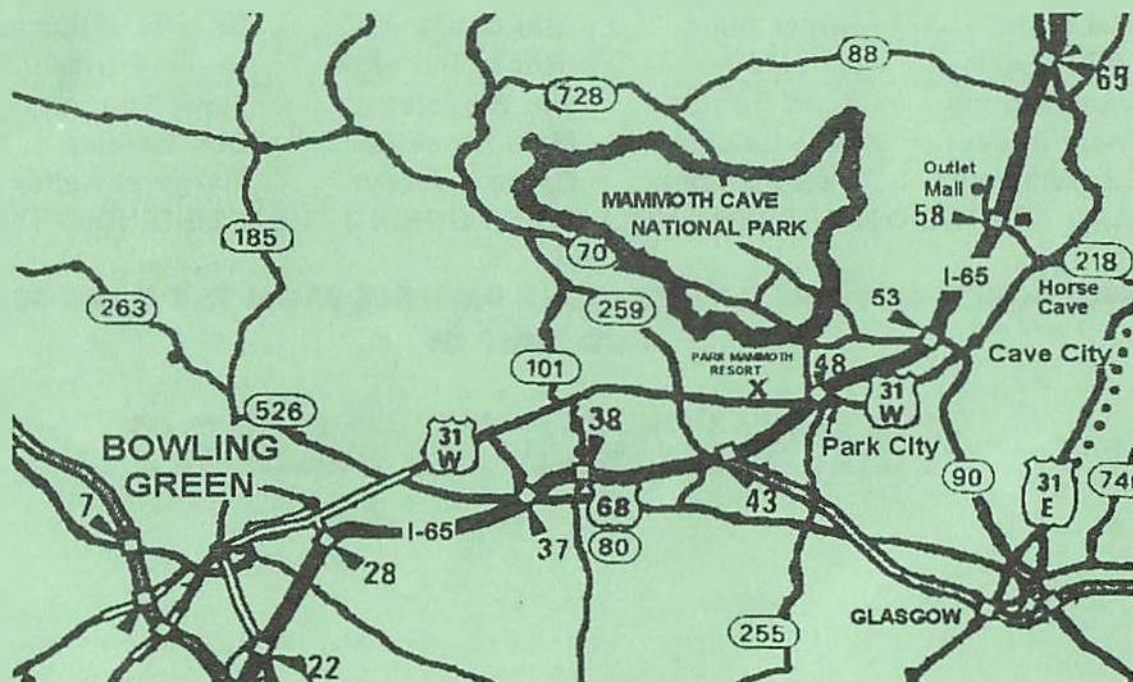 88
65
728
Outlet
Mall
58
MAMMOTH CAVE
NATIONAL PARK
185
70
I-65
218
Horse
Cave
263
259
53
PARK MAMMOTH
RESORT
X
48
Cave City
101
31
W
526
31
W
38
Park City
BOWLING
GREEN
90
31
E
74
7
68
43
I-65
80
37
28
GLASGOW
255
22